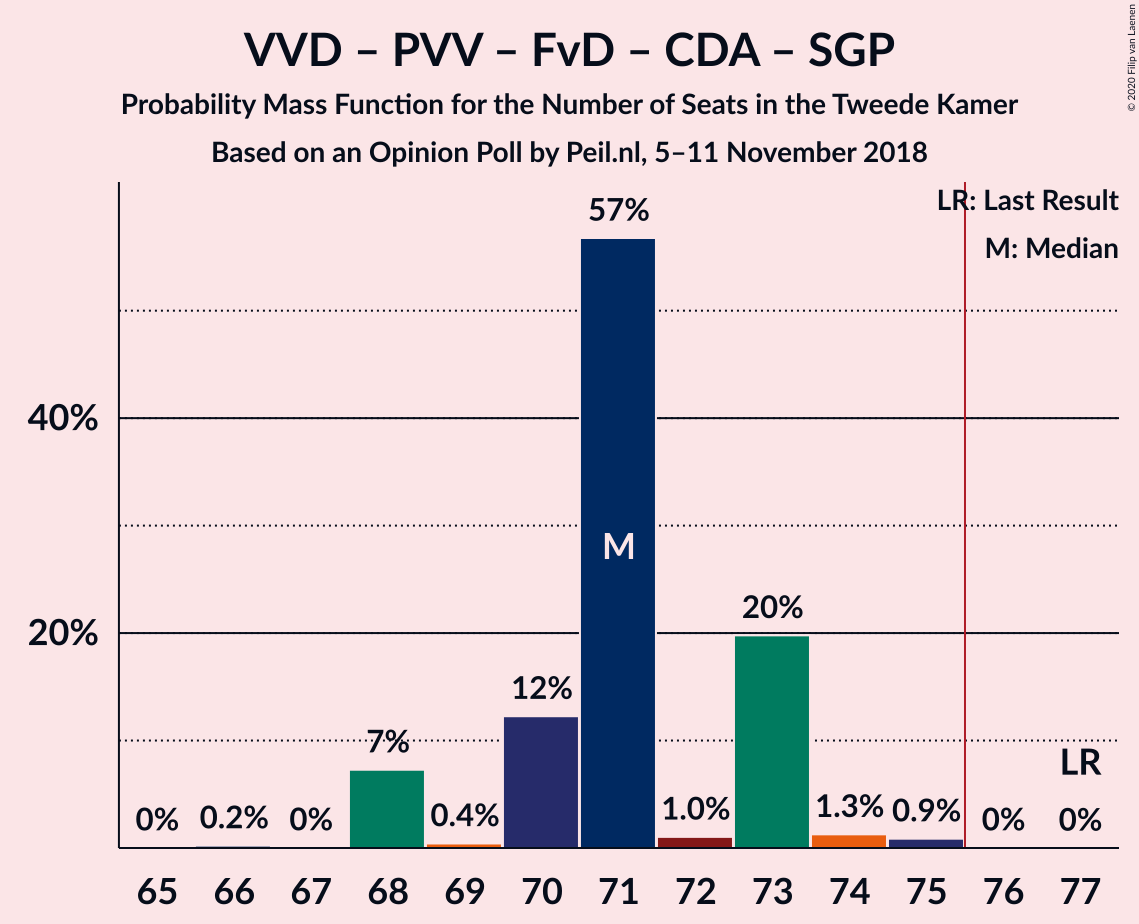 VVD – PVV – FvD – CDA – SGP
Probability Mass Function for the Number of Seats in the Tweede Kamer
Based on an Opinion Poll by Peil.nl, 5–11 November 2018
© 2020 Filip van Laenen
LR: Last Result
M: Median
57%
40%
M
20%
20%
12%
7%
LR
0%
0.2%
0%
0.4%
1.0%
1.3%
0.9%
0%
0%
65 66 67 68 69 70 71 72 73 74 75 76 77